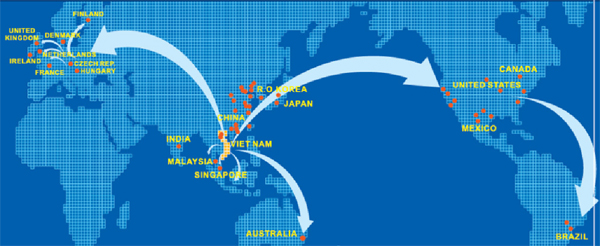 FINLAND
UNITED
KINGDOM
DENMARK
NETHERLANDS
IRELAND
CZECH REP.
FRANCE
HUNGARY
CANADA
UNITED STATES
R.O KOREA
JAPAN
CHINA
MEXICO
INDIA
VIET NAM
MALAYSIA
SINGAPORE
AUSTRALIA
BRAZIL